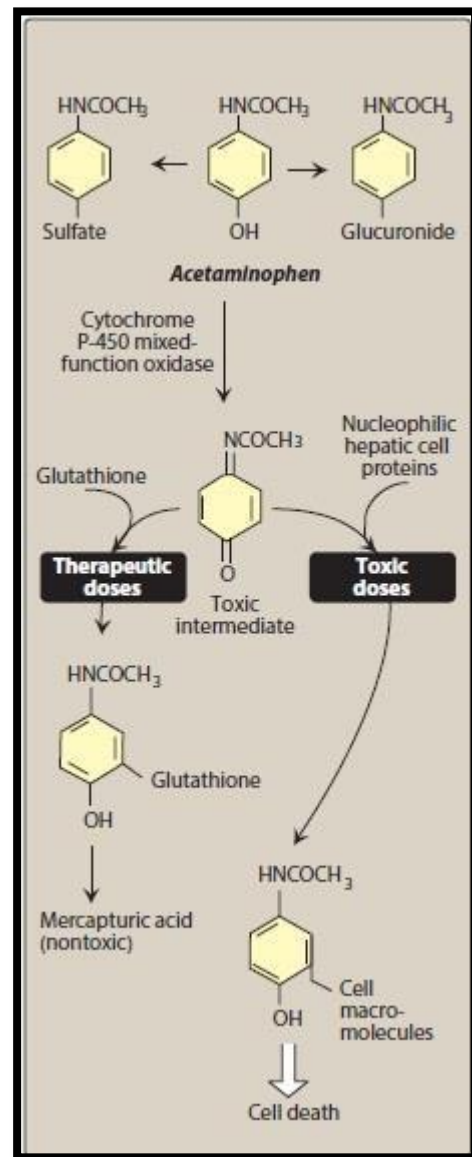 HNCOCH3 HNCOCH3 HNCOCH3
Sulfate OH Glucuronide
Acetaminophen
Cytochrome
P-450 mixed-
function oxidase
Nucleophilic
hepatic cell
proteins
NCOCH3
Glutathione
O
Therapeutic
doses
Toxic
doses
Toxic
intermediate
HNCOCH3
Glutathione
OH
Mercapturic acid
(nontoxic)
HNCOCH3
Cell
macro-
molecules
OH
Cell death